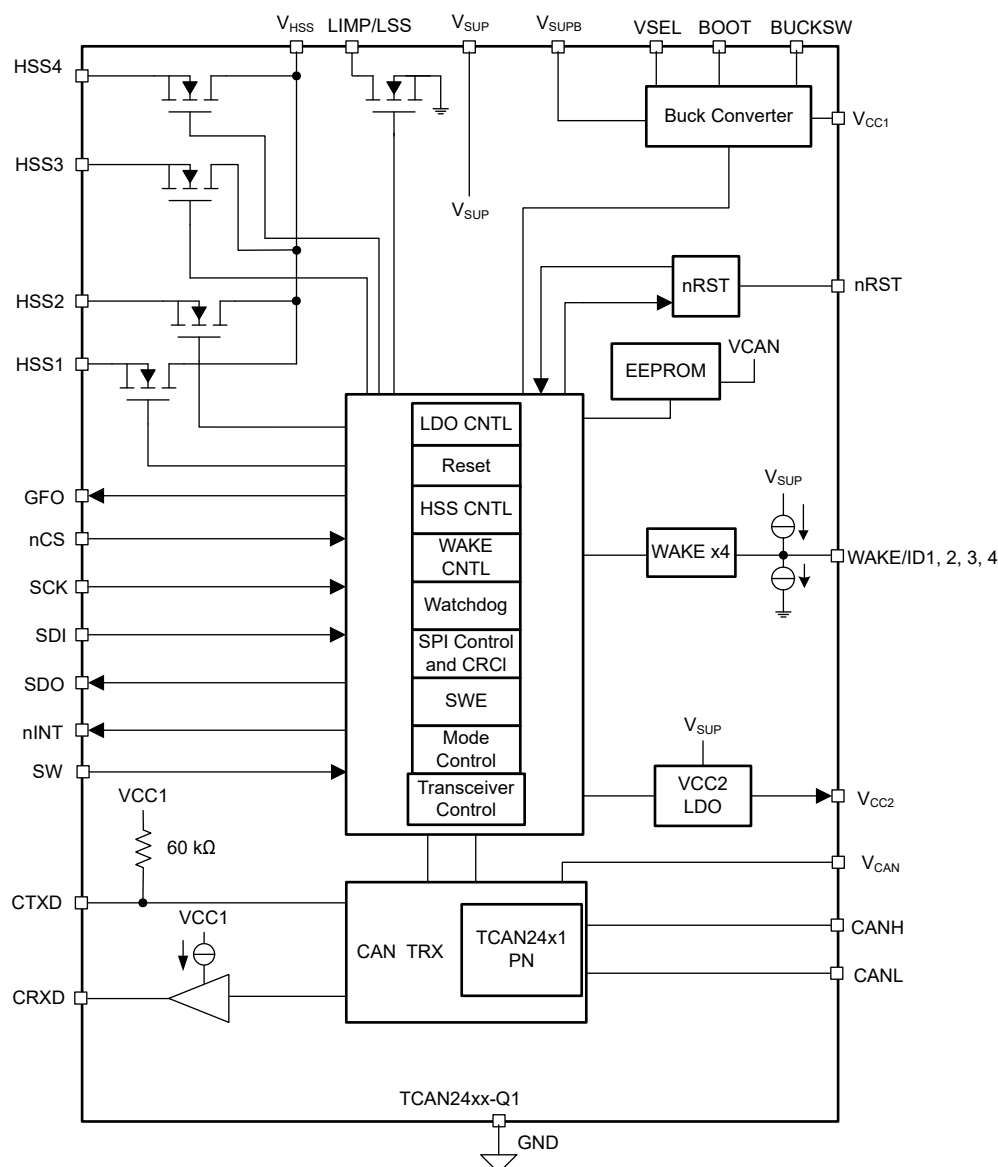 VHSS LIMP/LSS VSUP VSUPB VSEL BOOT BUCKSW
HSS4
Buck Converter
VCC1
HSS3
VSUP
HSS2
nRST
nRST
HSS1
VCAN
EEPROM
LDO CNTL
Reset
HSS CNTL
WAKE
CNTL
Watchdog
SPI Control
and CRCI
SWE
Mode
Control
Transceiver
Control
GFO
nCS
SCK
SDI
SDO
nINT
SW
VSUP
WAKE x4
WAKE/ID1, 2, 3, 4
VSUP
VCC2
LDO
VCC2
VCC1
60 kΩ
VCAN
CTXD
VCC1
CAN TRX
TCAN24x1
PN
CANH
CANL
CRXD
TCAN24xx-Q1
GND